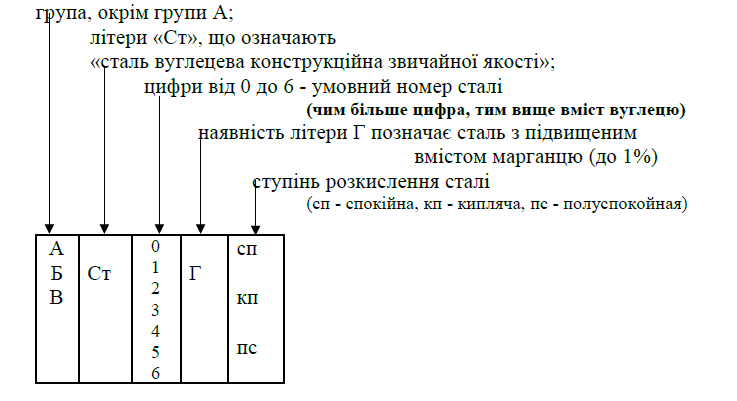 група, окрім групи А;
літери «Ст», що означають
«сталь вуглецева конструкційна звичайної якості»;
цифри від 0 до 6 - умовний номер сталі
(чим більше цифра, тим вище вміст вуглецю)
наявність літери Г позначає сталь з підвищеним
вмістом марганцю (до 1%)
ступінь розкислення сталі
(сп - спокійна, кп - кипляча, пс - полуспокойная)
А
Б
В
Ст
0
1
2
3
4
5
6
Г
сп
кп
пс